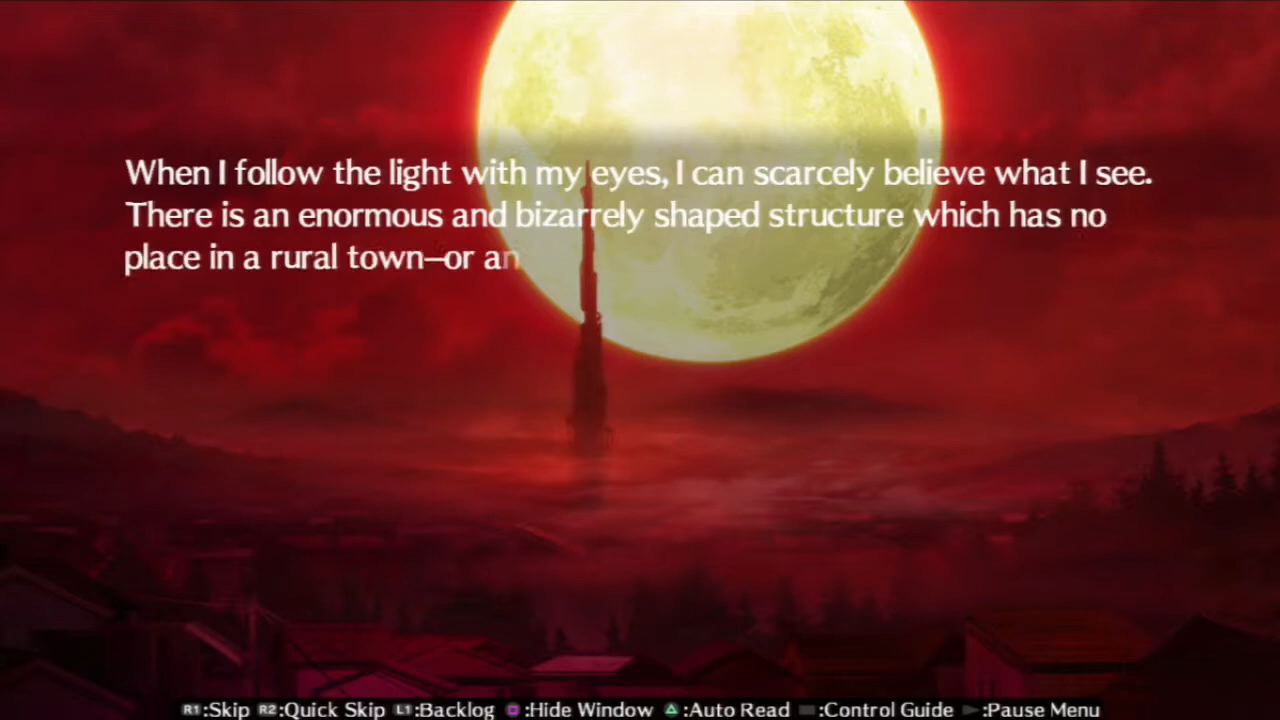 When I follow the light with my eyes, I can scarcely believe what I see.
There is an enormous and bizarrely shaped structure which has no
place in a rural town—or an
R1:Skip R2:Quick Skip L1:Backlog :Hide Window :Auto Read :Control Guide :Pause Menu